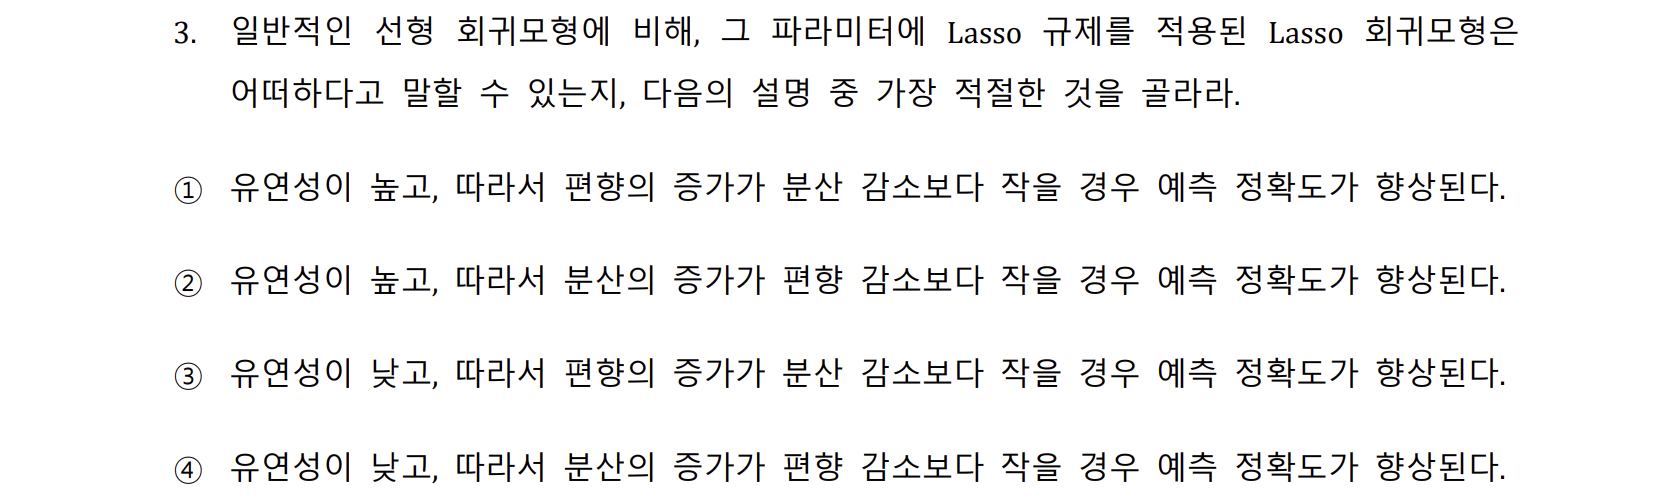 3. 일반적인 선형 회귀모형에 비해, 그 파라미터에 Lasso 규제를 적용된 Lasso 회귀모형은
어떠하다고 말할 수 있는지, 다음의 설명 중 가장 적절한 것을 골라라.
① 유연성이 높고, 따라서 편향의 증가가 분산 감소보다 작을 경우 예측 정확도가 향상된다.
② 유연성이 높고, 따라서 분산의 증가가 편향 감소보다 작을 경우 예측 정확도가 향상된다.
③ 유연성이 낮고, 따라서 편향의 증가가 분산 감소보다 작을 경우 예측 정확도가 향상된다.
④ 유연성이 낮고, 따라서 분산의 증가가 편향 감소보다 작을 경우 예측 정확도가 향상된다.